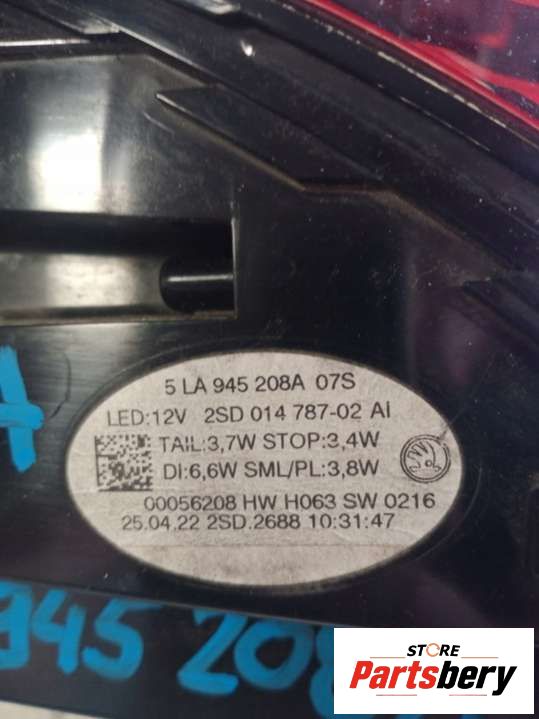 5 LA 945 208A 07S
LED:12V 2SD 014 787-02 AI
TAIL:3,7W STOP:3,4W
DI:6,6W SML/PL:3,8W
00056208 HW H063 SW 0216
25.04.22 2SD.2688 10:31:47
A
945 208
STORE
Partsbery